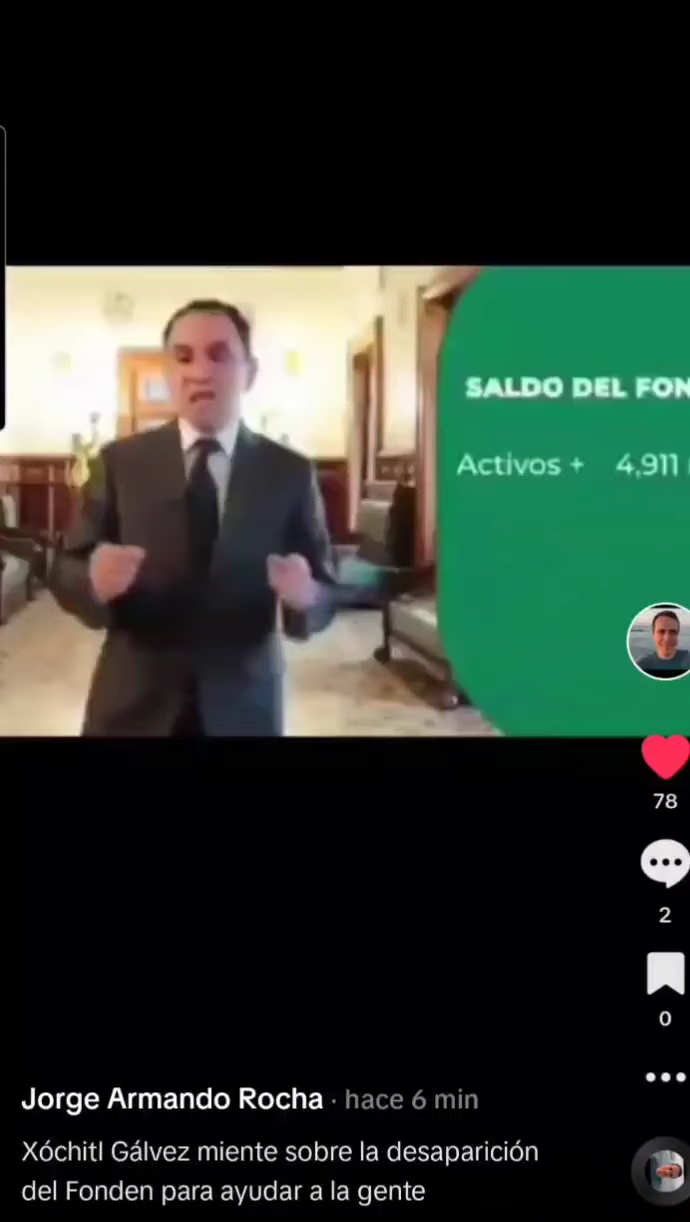 SALDO DEL FON
Activos + 4,911
78
2
0
Jorge Armando Rocha · hace 6 min
Xóchitl Gálvez miente sobre la desaparición
del Fonden para ayudar a la gente